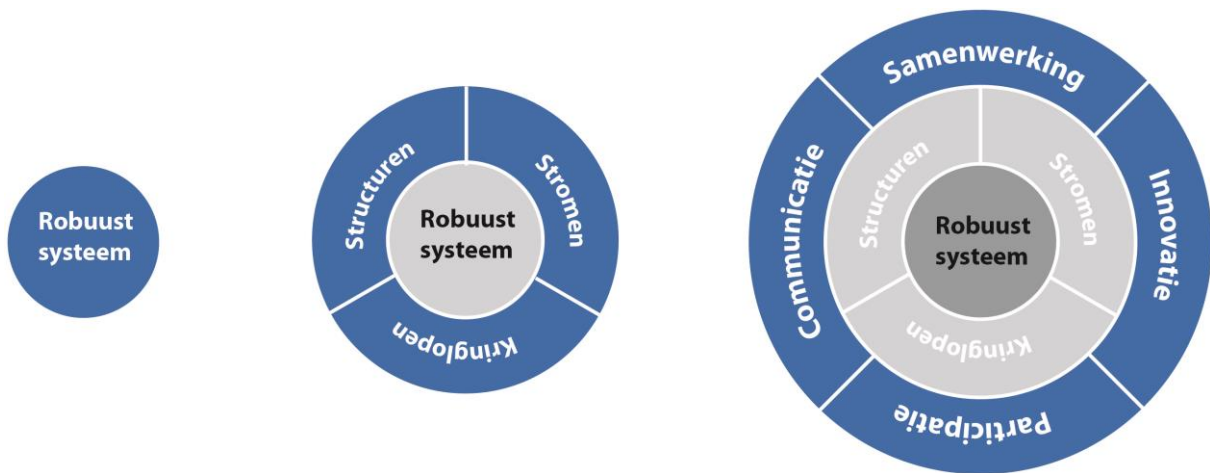 Robuust
systeem
Structuren
Stromen
Robuust
systeem
Kringlopen
Samenwerking
Communicatie
Innovatie
Structuren
Stromen
Robuust
systeem
Kringlopen
Participatie